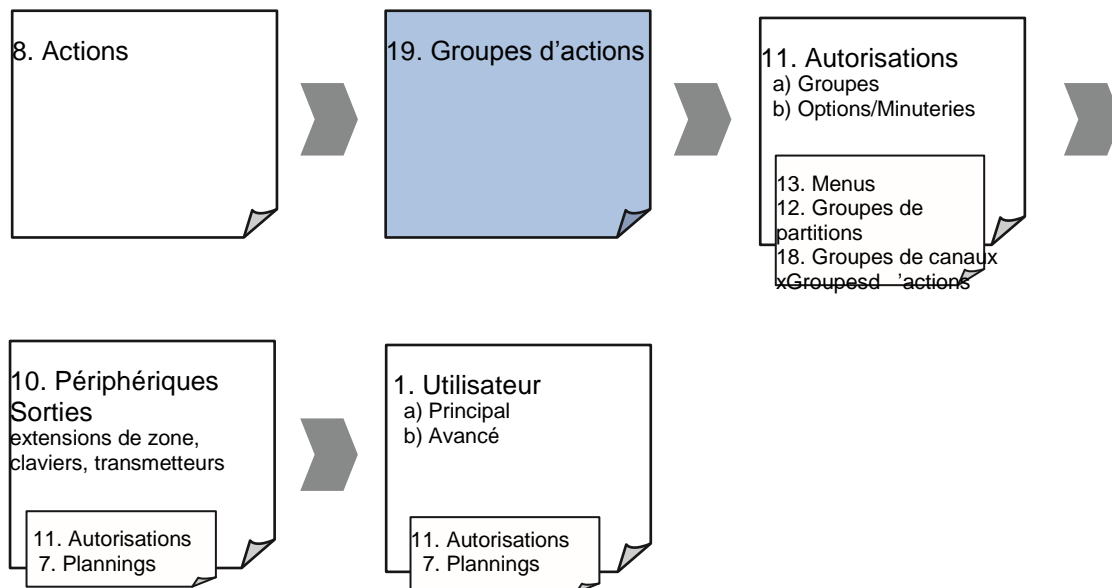 8. Actions
19. Groupes d’actions
11. Autorisations
a) Groupes
b) Options/Minuteries
13. Menus
12. Groupes de
partitions
18. Groupes de canaux
xGroupesd ’actions
10. Périphériques
Sorties
extensions de zone,
claviers, transmetteurs
11. Autorisations
7. Plannings
1. Utilisateur
a) Principal
b) Avancé
11. Autorisations
7. Plannings